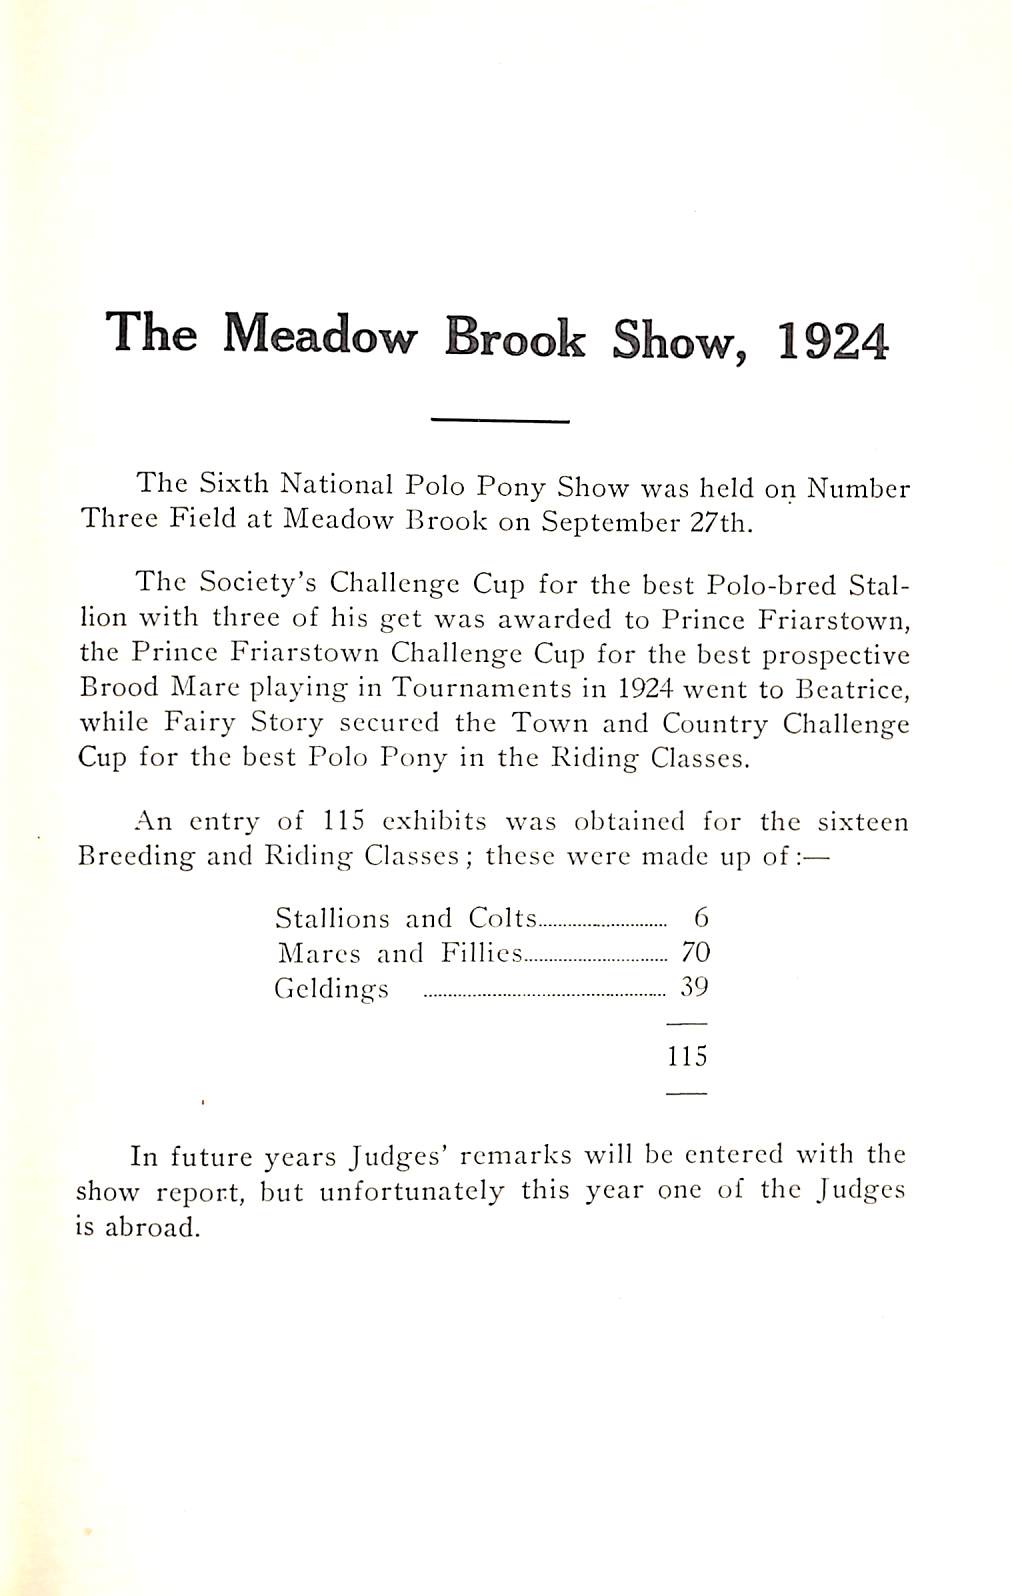 The Meadow Brook Show, 1924
The Sixth National Polo Pony Show was held on Number
Three Field at Meadow Brook on September 27th.
The Society's Challenge Cup for the best Polo-bred Stal-
lion with three of his get was awarded to Prince Friarstown,
the Prince Friarstown Challenge Cup for the best prospective
Brood Mare playing in Tournaments in 1924 went to Beatrice,
while Fairy Story secured the Town and Country Challenge
Cup for the best Polo Pony in the Riding Classes.
An entry of 115 exhibits was obtained for the sixteen
Breeding and Riding Classes; these were made up of:—
Stallions and Colts........................ 6
Mares and Fillies........................ 70
Geldings ........................ 39
115
In future years Judges' remarks will be entered with the
show report, but unfortunately this year one of the Judges
is abroad.